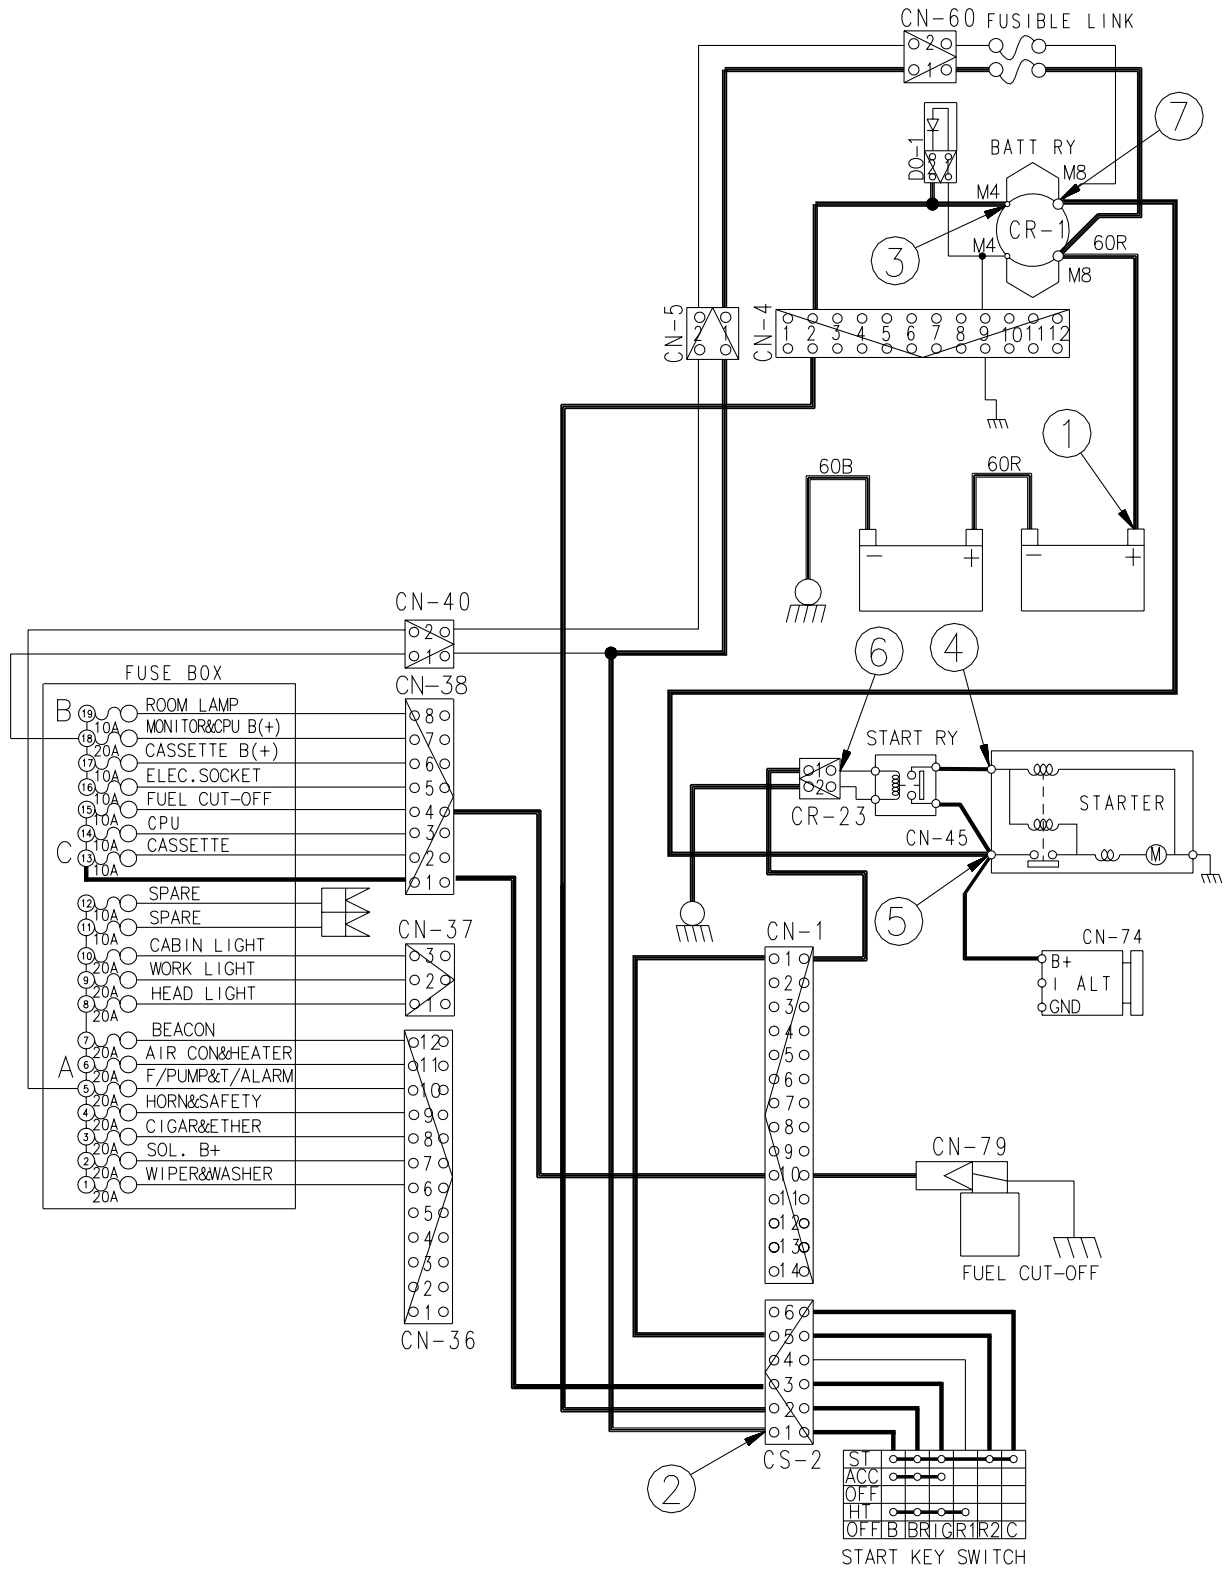 CN-60 FUSIBLE LINK
2
1
7
DO-1
2 1
BATT RY
M4
M8
CR-1
3
M4
60R
M8
CN-5
2 1
CN-4
1 2 3 4 5 6 7 8 9 10 11 12
1
60B
60R
- +
- +
CN-40
2
1
6
4
FUSE BOX
CN-38
B
19 ROOM LAMP 8
10A
18 MONITOR&CPU B(+) 7
20A
17 CASSETTE B(+) 6
10A
16 ELEC.SOCKET 5
10A
15 FUEL CUT-OFF 4
10A
14 CPU 3
10A
C
13 CASSETTE 2
10A
1
12 SPARE
10A
11 SPARE
10A
CN-37
10 CABIN LIGHT 3
20A
9 WORK LIGHT 2
20A
8 HEAD LIGHT 1
20A
7 BEACON 12
20A
A
6 AIR CON&HEATER 11
20A
5 F/PUMP&T/ALARM 10
20A
4 HORN&SAFETY 9
20A
3 CIGAR&ETHER 8
20A
2 SOL. B+ 7
20A
1 WIPER&WASHER 6
20A
5
4
3
2
1
CN-36
START RY
1
2
CR-23
STARTER
CN-45
M
5
CN-74
B+
I ALT
GND
CN-1
1
2
3
4
5
6
7
8
9
10
11
12
13
14
CN-79
FUEL CUT-OFF
6
5
4
3
2
1
CS-2
2
ST
ACC
OFF
HT
OFF B BR IG R1 R2 C
START KEY SWITCH